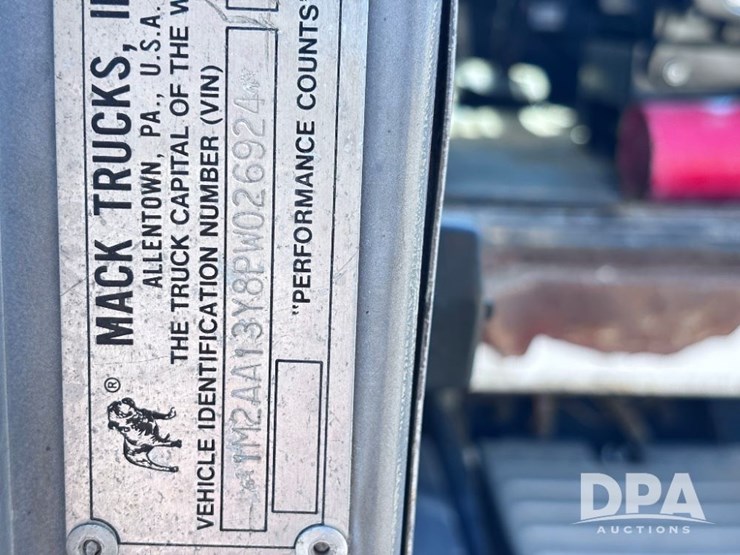 MACK TRUCKS, I
ALLENTOWN, PA., U.S.A.
THE TRUCK CAPITAL OF THE W
VEHICLE IDENTIFICATION NUMBER (VIN)
*1M2AA13Y8PW026924*
"PERFORMANCE COUNTS"
®
DPA
AUCTIONS